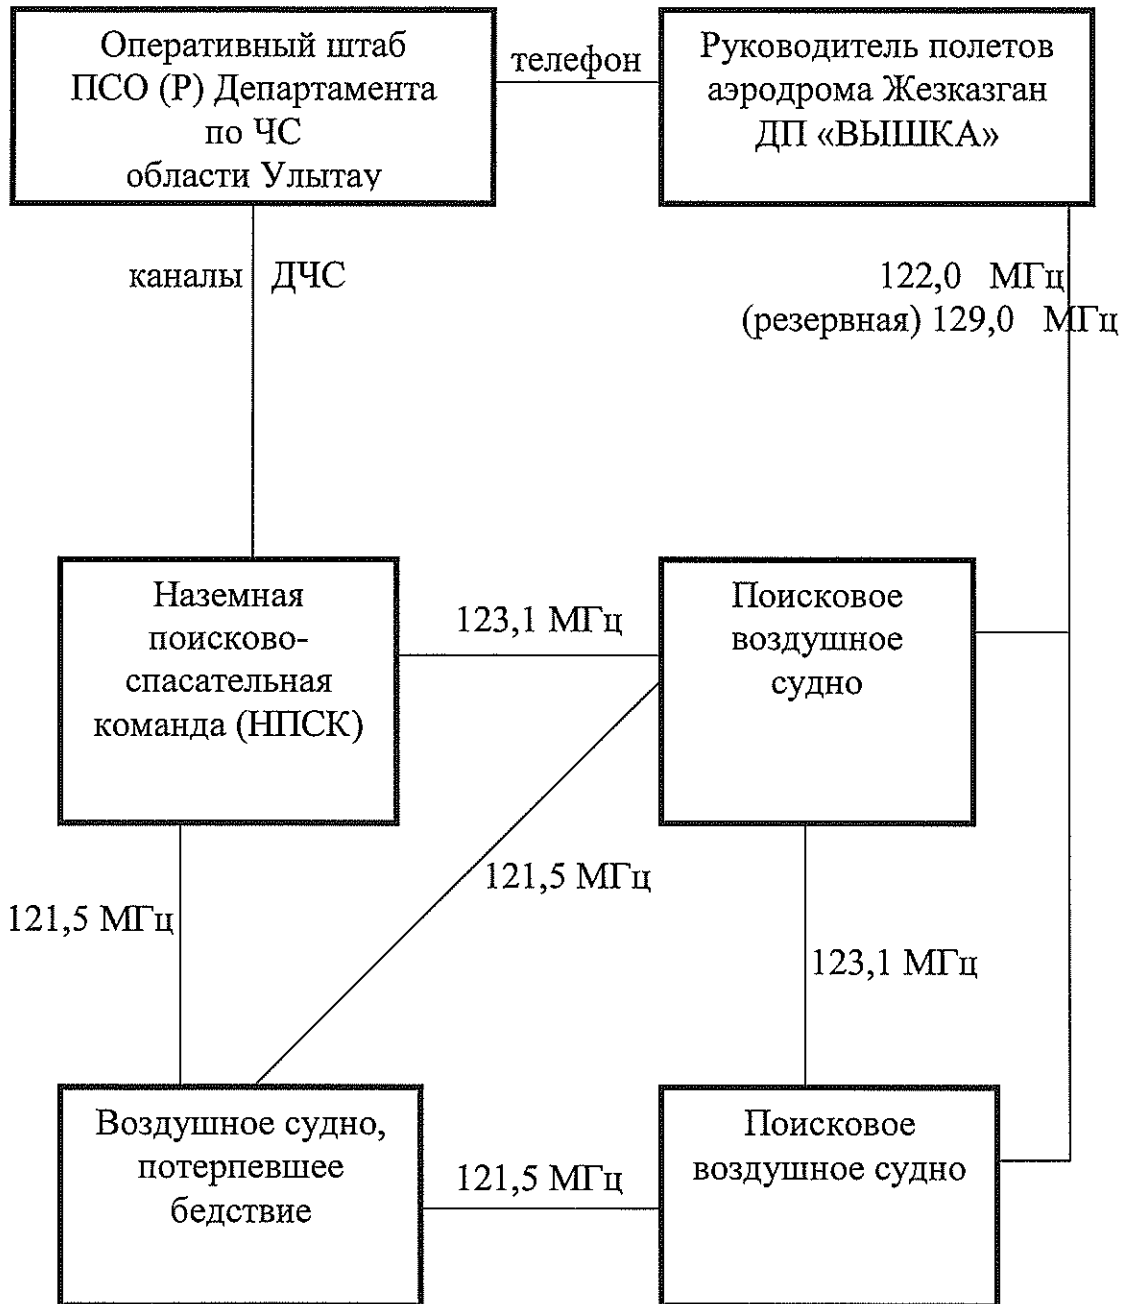 Оперативный штаб
ПСО (Р) Департамента
по ЧС
области Улытау
телефон
Руководитель полетов
аэродрома Жезказган
ДП «ВЫШКА»
каналы ДЧС
122,0 МГц
(резервная) 129,0 МГц
Наземная
поисково-
спасательная
команда (НПСК)
123,1 МГц
Поисковое
воздушное
судно
121,5 МГц
121,5 МГц
123,1 МГц
Воздушное судно,
потерпевшее
бедствие
121,5 МГц
Поисковое
воздушное судно